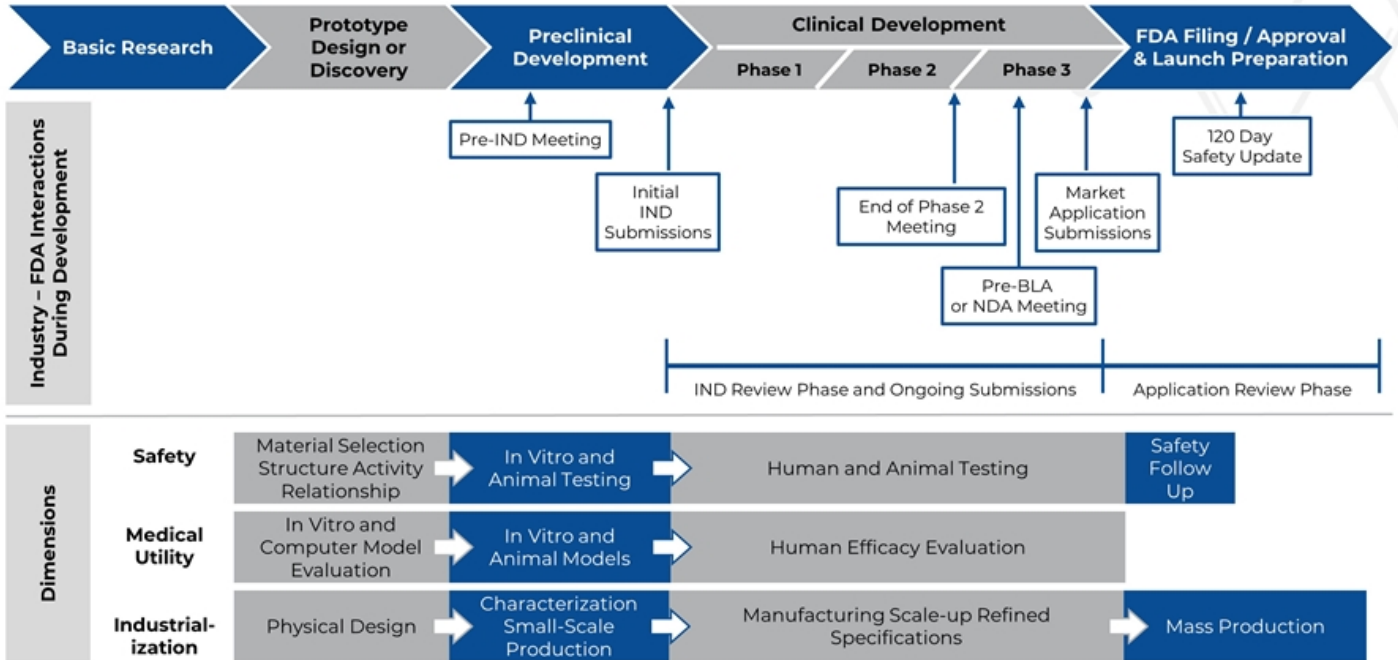 Basic Research
Prototype
Design or
Discovery
Preclinical
Development
Clinical Development
Phase 1
Phase 2
Phase 3
FDA Filing / Approval
& Launch Preparation
Industry – FDA Interactions
During Development
Pre-IND Meeting
Initial
IND
Submissions
End of Phase 2
Meeting
Pre-BLA
or NDA Meeting
Market
Application
Submissions
120 Day
Safety Update
IND Review Phase and Ongoing Submissions
Application Review Phase
Dimensions
Safety
Material Selection
Structure Activity
Relationship
In Vitro and
Animal Testing
Human and Animal Testing
Safety
Follow
Up
Medical
Utility
In Vitro and
Computer Model
Evaluation
In Vitro and
Animal Models
Human Efficacy Evaluation
Industrial-
ization
Physical Design
Characterization
Small-Scale
Production
Manufacturing Scale-up Refined
Specifications
Mass Production